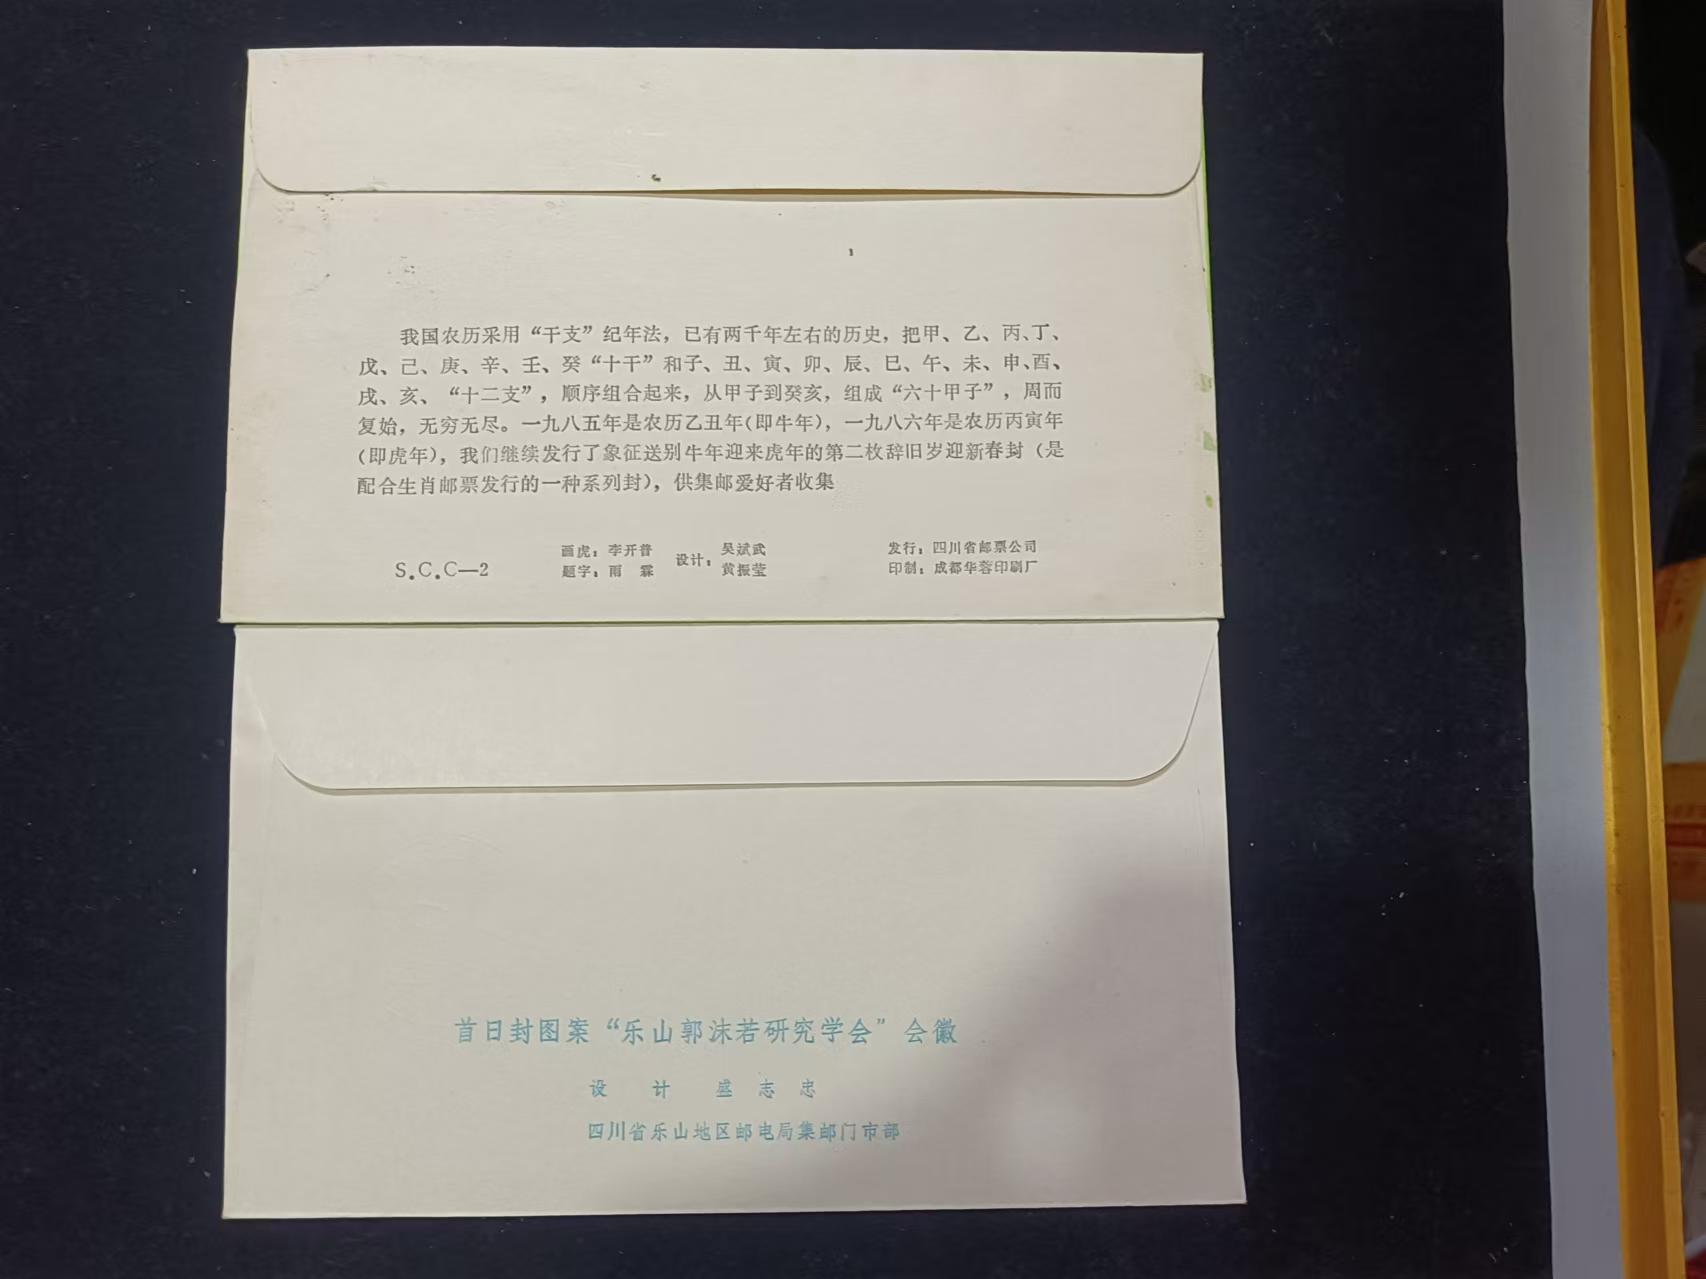 我国农历采用“干支”纪年法，已有两千年左右的历史，把甲、乙、丙、丁、
戊、己、庚、辛、壬、癸“十干”和子、丑、寅、卯、辰、巳、午、未、申、酉、
戌、亥、“十二支”，顺序组合起来，从甲子到癸亥，组成“六十甲子”，周而
复始，无穷无尽。一九八五年是农历乙丑年(即牛年)，一九八六年是农历丙寅年
(即虎年)，我们继续发行了象征送别牛年迎来虎年的第二枚辞旧岁迎新春封（是
配合生肖邮票发行的一种系列封)，供集邮爱好者收集
S.C.C—2
画虎：李开普
题字：雨 霖
设计：
吴斌武
黄振莹
发行：四川省邮票公司
印制：成都华蓉印刷厂
首日封图案“乐山郭沫若研究学会”会徽
设 计 盛 志 忠
四川省乐山地区邮电局集邮门市部